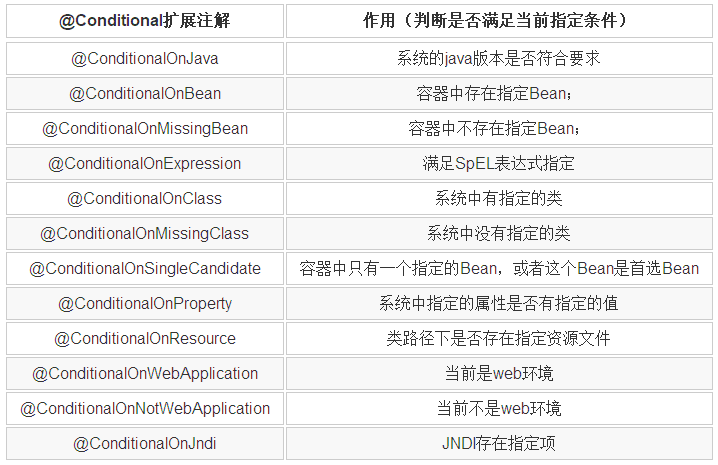 @Conditional扩展注解 作用（判断是否满足当前指定条件）
@ConditionalOnJava 系统的java版本是否符合要求
@ConditionalOnBean 容器中存在指定Bean；
@ConditionalOnMissingBean 容器中不存在指定Bean；
@ConditionalOnExpression 满足SpEL表达式指定
@ConditionalOnClass 系统中有指定的类
@ConditionalOnMissingClass 系统中没有指定的类
@ConditionalOnSingleCandidate 容器中只有一个指定的Bean，或者这个Bean是首选Bean
@ConditionalOnProperty 系统中指定的属性是否有指定的值
@ConditionalOnResource 类路径下是否存在指定资源文件
@ConditionalOnWebApplication 当前是web环境
@ConditionalOnNotWebApplication 当前不是web环境
@ConditionalOnJndi JNDI存在指定项